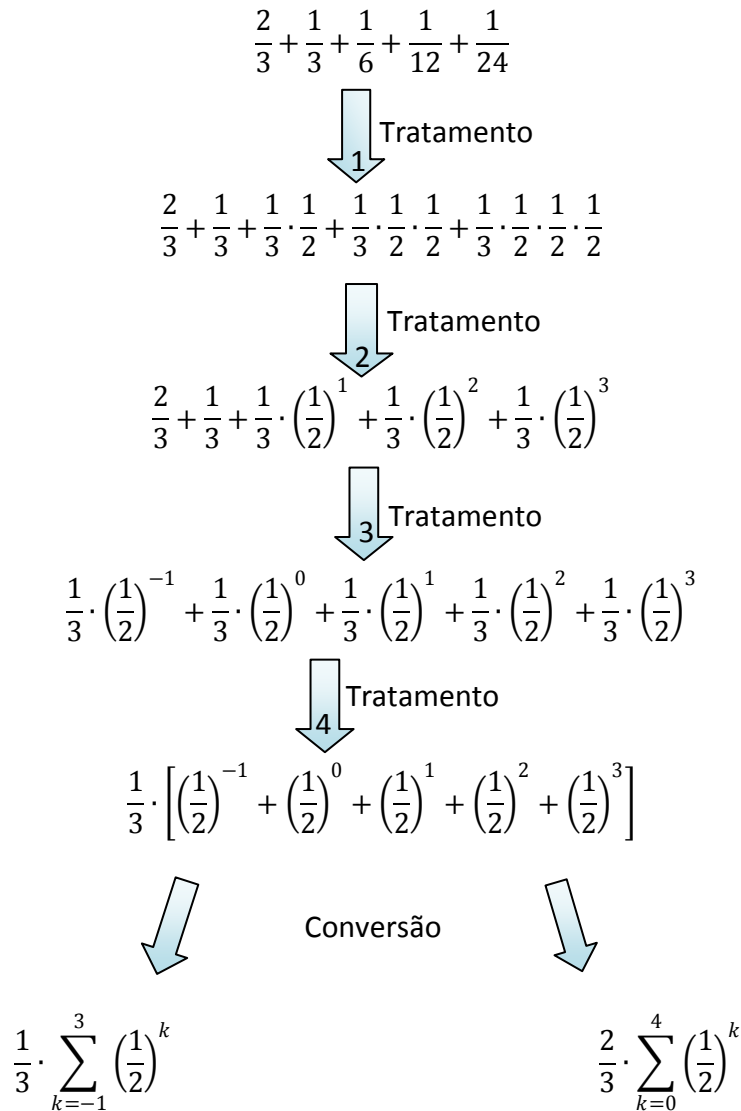 2/3 + 1/3 + 1/6 + 1/12 + 1/24
Tratamento
1
2/3 + 1/3 + 1/3 · 1/2 + 1/3 · 1/2 · 1/2 + 1/3 · 1/2 · 1/2 · 1/2
Tratamento
2
2/3 + 1/3 + 1/3 · (1/2)^1 + 1/3 · (1/2)^2 + 1/3 · (1/2)^3
Tratamento
3
1/3 · (1/2)^−1 + 1/3 · (1/2)^0 + 1/3 · (1/2)^1 + 1/3 · (1/2)^2 + 1/3 · (1/2)^3
Tratamento
4
1/3 · [(1/2)^−1 + (1/2)^0 + (1/2)^1 + (1/2)^2 + (1/2)^3]
Conversão
1/3 · ∑_{k=−1}^{3} (1/2)^k
2/3 · ∑_{k=0}^{4} (1/2)^k